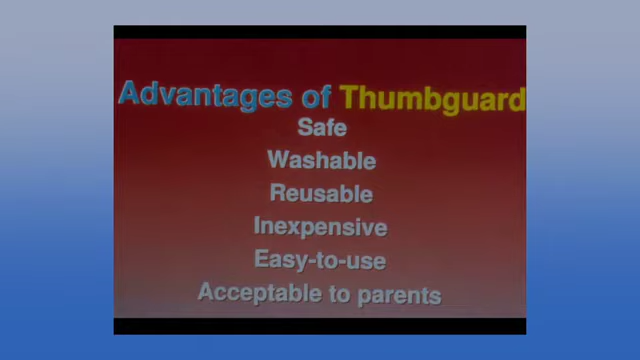 Advantages of Thumbguard
Safe
Washable
Reusable
Inexpensive
Easy-to-use
Acceptable to parents